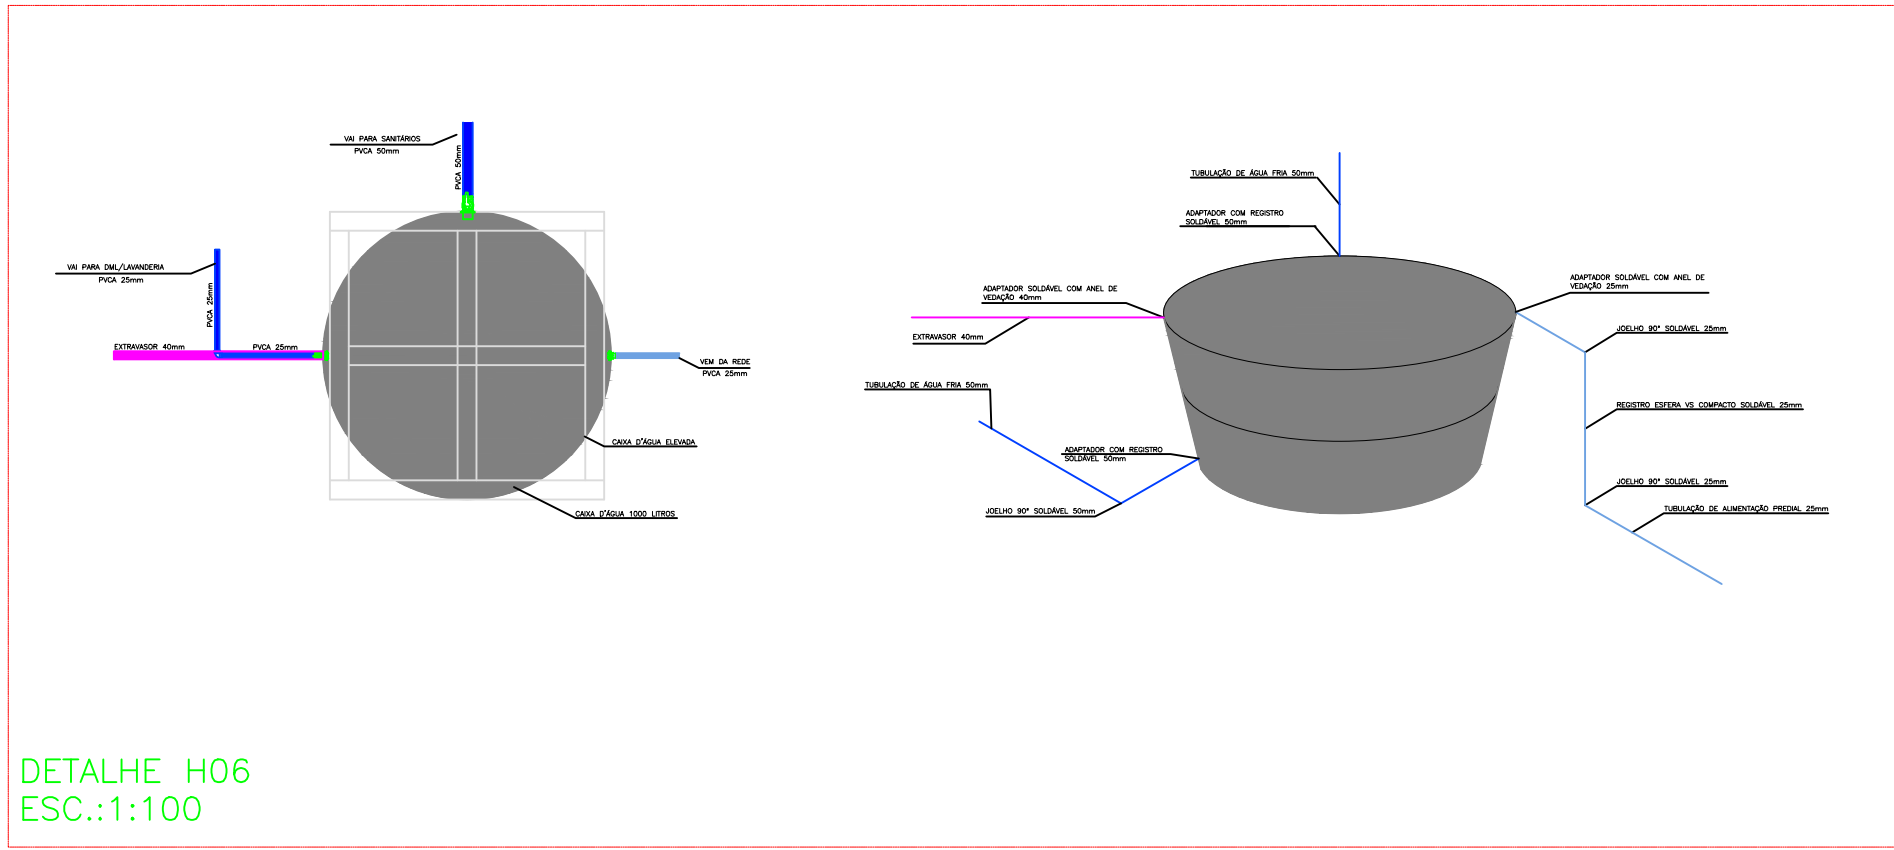 VAI PARA SANITÁRIOS
PVCA 50mm
PVCA 50mm
VAI PARA DML/LAVANDERIA
PVCA 25mm
PVCA 25mm
EXTRAVASOR 40mm
PVCA 25mm
VEM DA REDE
PVCA 25mm
CAIXA D'ÁGUA ELEVADA
CAIXA D'ÁGUA 1000 LITROS
TUBULAÇÃO DE ÁGUA FRIA 50mm
ADAPTADOR COM REGISTRO
SOLDÁVEL 50mm
ADAPTADOR SOLDÁVEL COM ANEL DE
VEDAÇÃO 40mm
EXTRAVASOR 40mm
TUBULAÇÃO DE ÁGUA FRIA 50mm
ADAPTADOR COM REGISTRO
SOLDÁVEL 50mm
JOELHO 90° SOLDÁVEL 50mm
ADAPTADOR SOLDÁVEL COM ANEL DE
VEDAÇÃO 25mm
JOELHO 90° SOLDÁVEL 25mm
REGISTRO ESFERA VS COMPACTO SOLDÁVEL 25mm
JOELHO 90° SOLDÁVEL 25mm
TUBULAÇÃO DE ALIMENTAÇÃO PREDIAL 25mm
DETALHE H06
ESC.:1:100